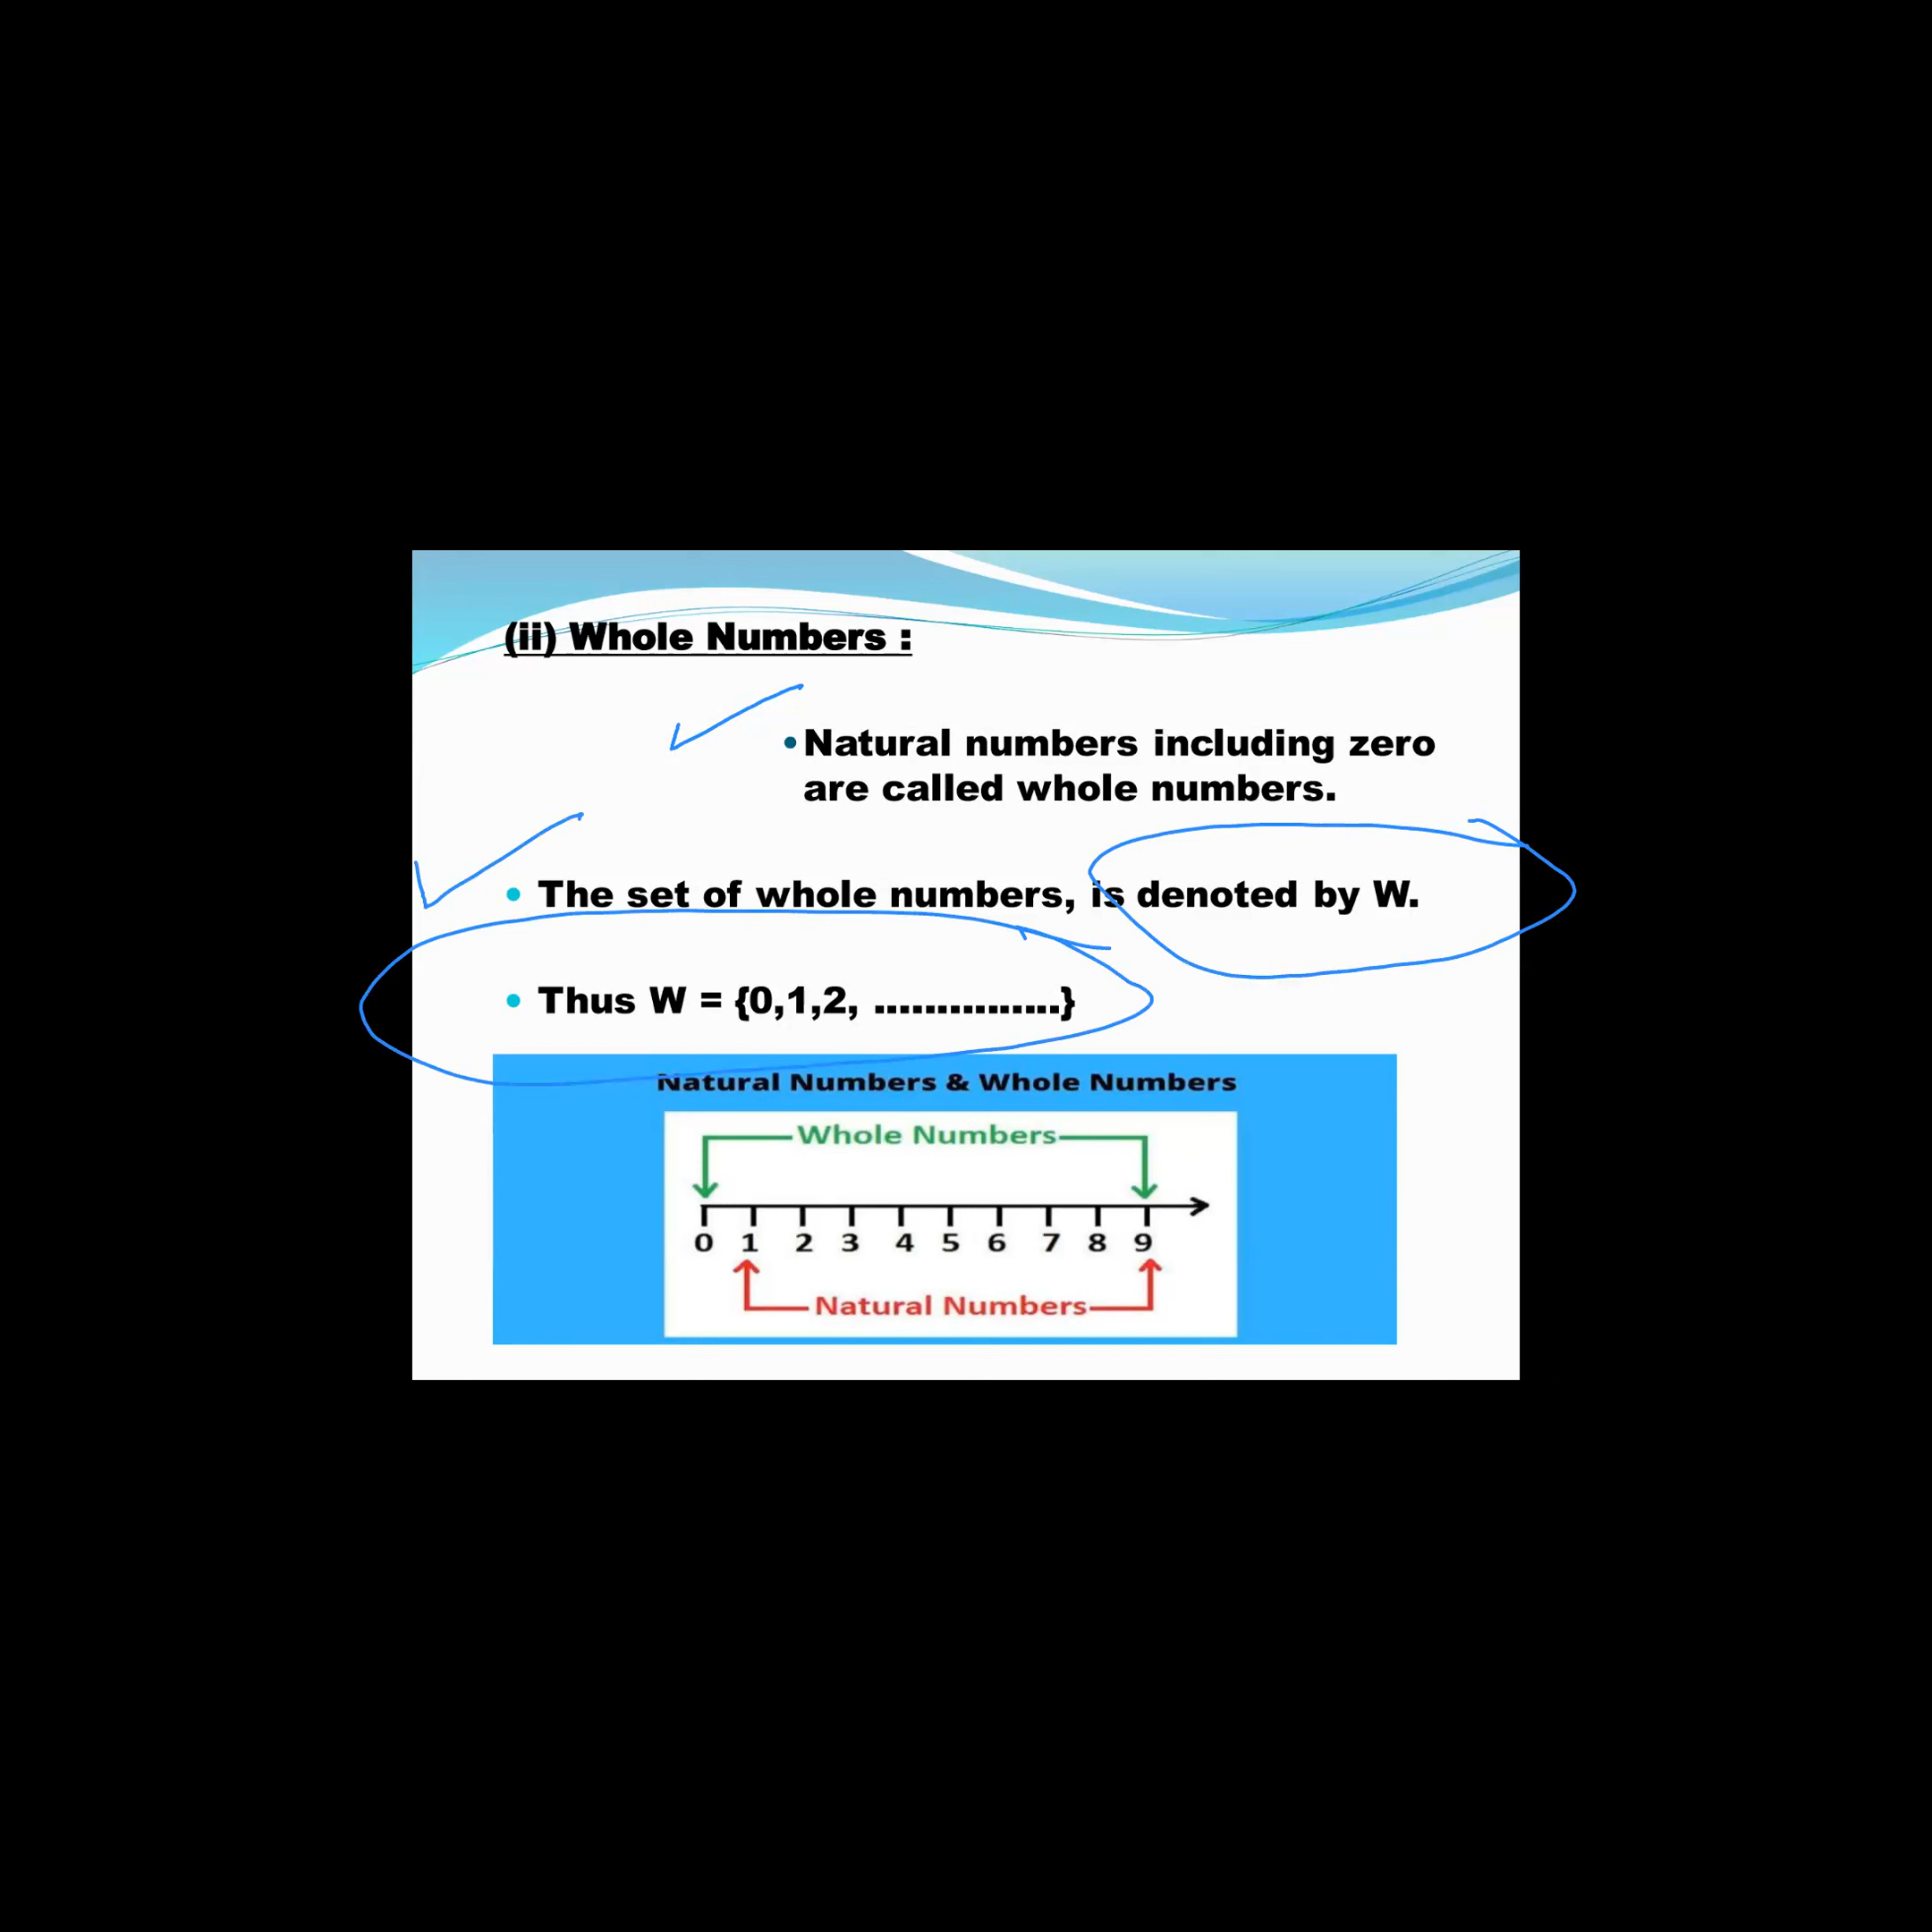 (ii) Whole Numbers :
•Natural numbers including zero
are called whole numbers.
• The set of whole numbers, is denoted by W.
• Thus W = {0,1,2, ...............}
Natural Numbers & Whole Numbers
Whole Numbers
0 1 2 3 4 5 6 7 8 9
Natural Numbers